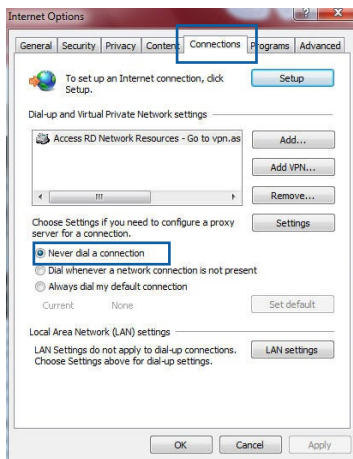 Internet Options
General Security Privacy Content Connections Programs Advanced
To set up an Internet connection, click
Setup.
Setup
Dial-up and Virtual Private Network settings
Access RD Network Resources - Go to vpn.as
Add...
Add VPN...
Remove...
Choose Settings if you need to configure a proxy
server for a connection.
Settings
Never dial a connection
Dial whenever a network connection is not present
Always dial my default connection
Current None
Set default
Local Area Network (LAN) settings
LAN Settings do not apply to dial-up connections.
Choose Settings above for dial-up settings.
LAN settings
OK Cancel Apply